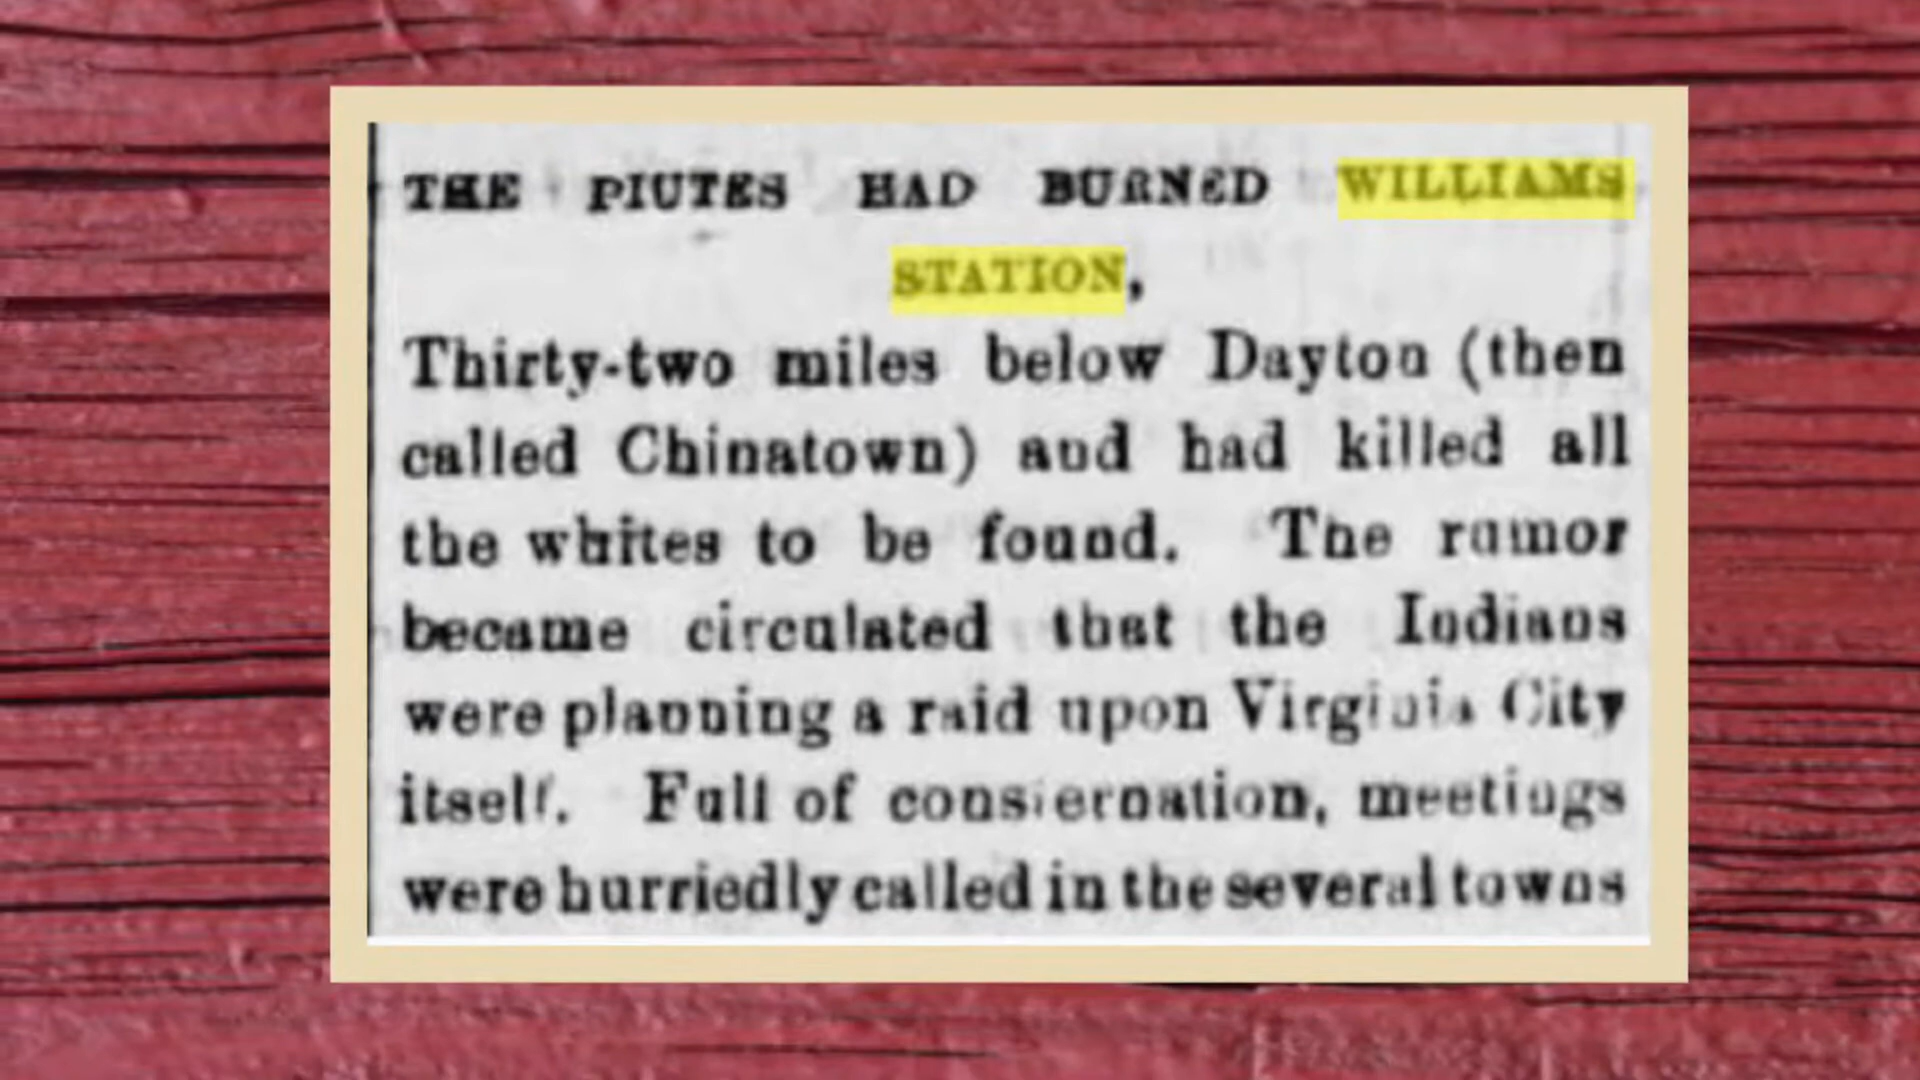 THE PIUTES HAD BURNED WILLIAMS
STATION,
Thirty-two miles below Dayton (then
called Chinatown) and had killed all
the whites to be found. The rumor
became circulated that the Indians
were planning a raid upon Virginia City
itself. Full of consternation, meetings
were hurriedly called in the several towns